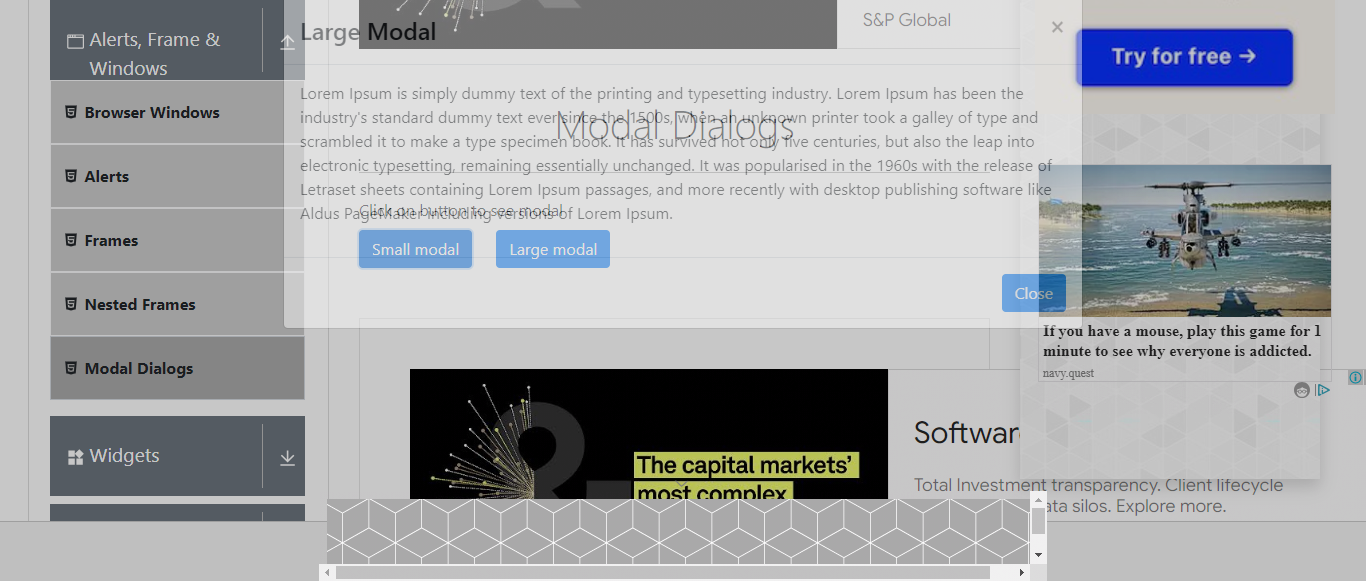 Alerts, Frame &
Windows
Browser Windows
Alerts
Frames
Nested Frames
Modal Dialogs
Widgets
S&P Global
Large Modal
×
Lorem Ipsum is simply dummy text of the printing and typesetting industry. Lorem Ipsum has been the
industry's standard dummy text ever since the 1500s, when an unknown printer took a galley of type and
scrambled it to make a type specimen book. It has survived not only five centuries, but also the leap into
electronic typesetting, remaining essentially unchanged. It was popularised in the 1960s with the release of
Letraset sheets containing Lorem Ipsum passages, and more recently with desktop publishing software like
Aldus PageMaker including versions of Lorem Ipsum.
Close
Modal Dialogs
Click on button to see modal
Small modal
Large modal
The capital markets'
most complex
Software
Total Investment transparency. Client lifecycle
ata silos. Explore more.
Try for free →
If you have a mouse, play this game for 1
minute to see why everyone is addicted.
navy.quest